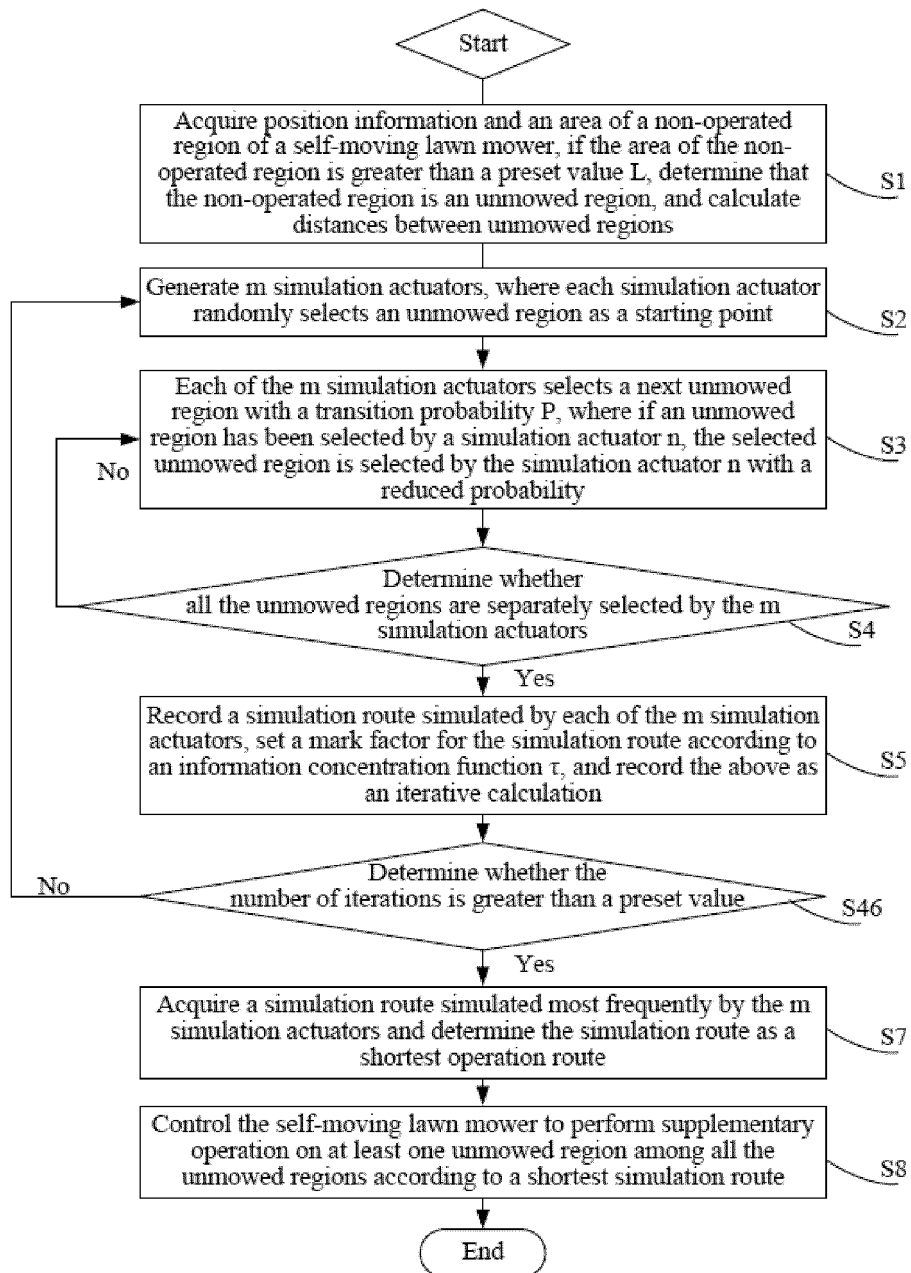 Start
Acquire position information and an area of a non-operated
region of a self-moving lawn mower, if the area of the non-
operated region is greater than a preset value L, determine that
the non-operated region is an unmowed region, and calculate
distances between unmowed regions
S1
Generate m simulation actuators, where each simulation actuator
randomly selects an unmowed region as a starting point
S2
Each of the m simulation actuators selects a next unmowed
region with a transition probability P, where if an unmowed
region has been selected by a simulation actuator n, the selected
unmowed region is selected by the simulation actuator n with a
reduced probability
S3
No
Determine whether
all the unmowed regions are separately selected by the m
simulation actuators
S4
Yes
Record a simulation route simulated by each of the m simulation
actuators, set a mark factor for the simulation route according to
an information concentration function τ, and record the above as
an iterative calculation
S5
Determine whether the
number of iterations is greater than a preset value
S46
No
Yes
Acquire a simulation route simulated most frequently by the m
simulation actuators and determine the simulation route as a
shortest operation route
S7
Control the self-moving lawn mower to perform supplementary
operation on at least one unmowed region among all the
unmowed regions according to a shortest simulation route
S8
End